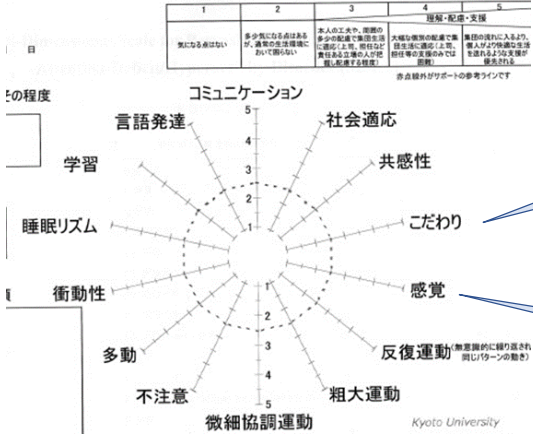 1 2 3 4 5
理解・配慮・支援
気になる点はない
多少気になる点はあるが、通常の生活環境において困らない
本人の工夫や、周囲の多少の配慮で集団生活に適応(上司、担任など責任ある立場の人が把握し配慮する程度)
大幅な個別の配慮で集団生活に適応(上司、担任等の支援のみでは困難)
集団の流れに入るより、個人がより快適な生活を送れるような支援が優先される
日
赤点線外がサポートの参考ラインです
その程度
コミュニケーション
言語発達
社会適応
学習
共感性
睡眠リズム
こだわり
衝動性
感覚
多動
反復運動(無意識的に繰り返され
同じパターンの動き)
不注意
粗大運動
微細協調運動
5
4
3
2
1
1
2
3
4
5
Kyoto University